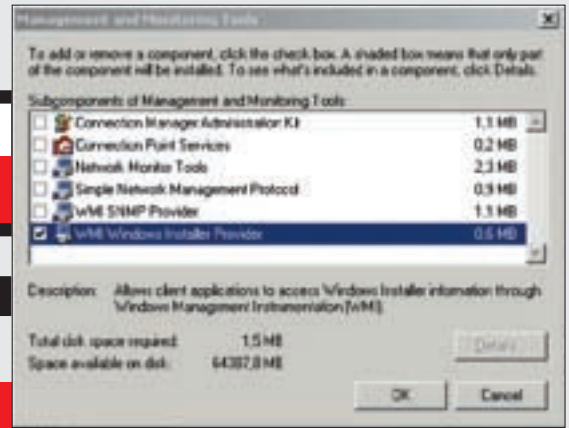 Management and Monitoring Tools
To add or remove a component, click the check box. A shaded box means that only part
of the component will be installed. To see what's included in a component, click Details.
Subcomponents of Management and Monitoring Tools:
Connection Manager Administration Kit 1,1 MB
Connection Point Services 0,2 MB
Network Monitor Tools 2,3 MB
Simple Network Management Protocol 0,9 MB
WMI SNMP Provider 1,1 MB
WMI Windows Installer Provider 0,6 MB
Description: Allows client applications to access Windows Installer information through
Windows Management Instrumentation (WMI).
Total disk space required: 1,5 MB
Space available on disk: 64387,8 MB
Details...
OK Cancel